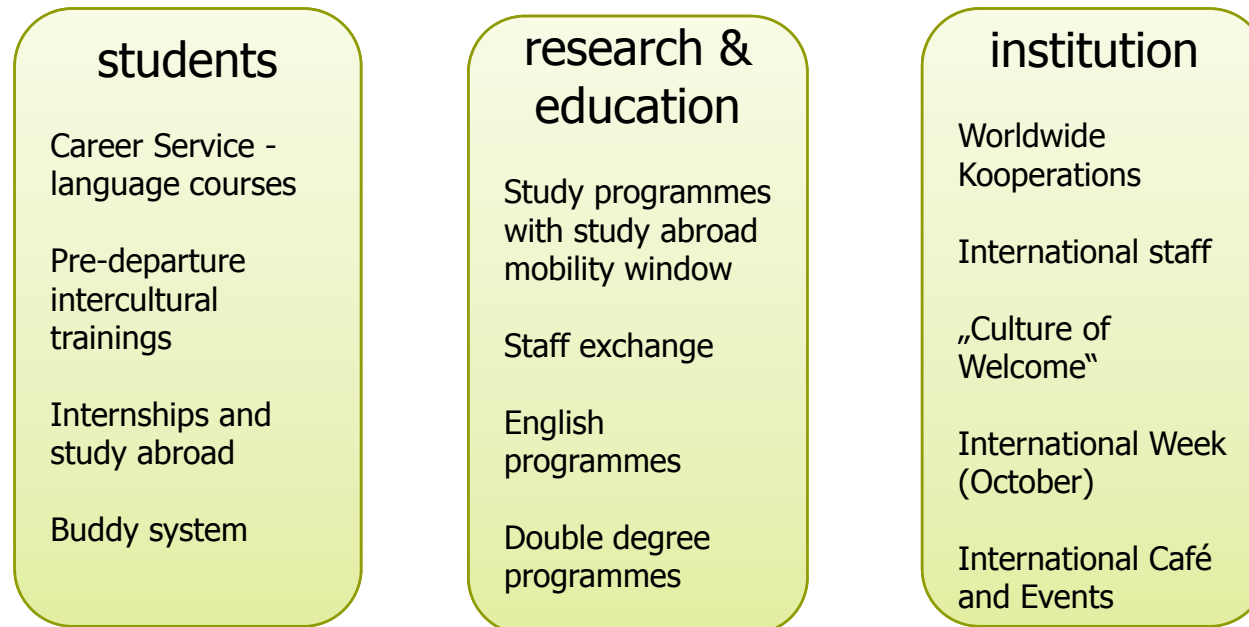 students
Career Service -
language courses
Pre-departure
intercultural
trainings
Internships and
study abroad
Buddy system
research &
education
Study programmes
with study abroad
mobility window
Staff exchange
English
programmes
Double degree
programmes
institution
Worldwide
Kooperations
International staff
„Culture of
Welcome“
International Week
(October)
International Café
and Events